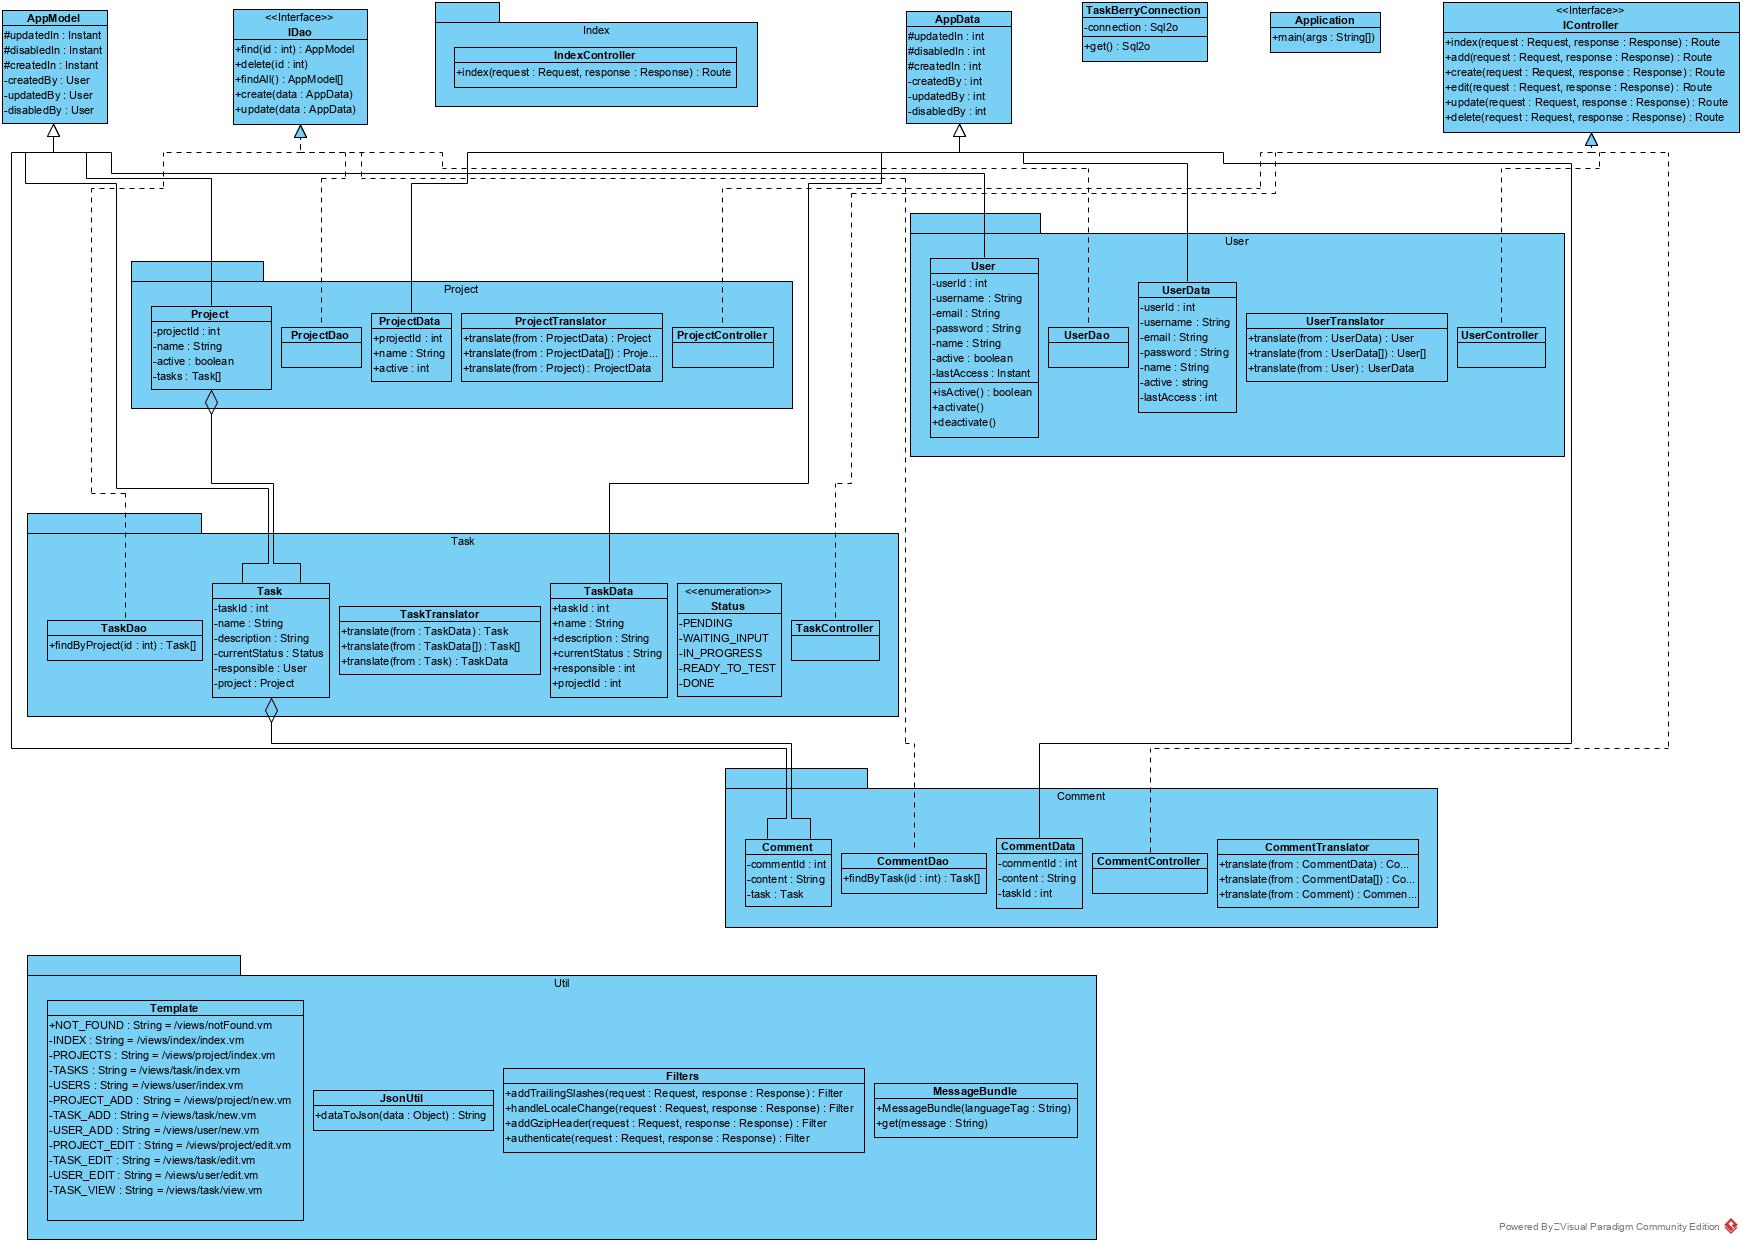 AppModel
#updatedIn : Instant
#disabledIn : Instant
#createdIn : Instant
-createdBy : User
-updatedBy : User
-disabledBy : User
<<Interface>>
IDao
+find(id : int) : AppModel
+delete(id : int)
+findAll() : AppModel[]
+create(data : AppData)
+update(data : AppData)
Index
IndexController
+index(request : Request, response : Response) : Route
AppData
#updatedIn : int
#disabledIn : int
#createdIn : int
-createdBy : int
-updatedBy : int
-disabledBy : int
TaskBerryConnection
-connection : Sql2o
+get() : Sql2o
Application
+main(args : String[])
<<Interface>>
IController
+index(request : Request, response : Response) : Route
+add(request : Request, response : Response) : Route
+create(request : Request, response : Response) : Route
+edit(request : Request, response : Response) : Route
+update(request : Request, response : Response) : Route
+delete(request : Request, response : Response) : Route
Project
Project
-projectId : int
-name : String
-active : boolean
-tasks : Task[]
ProjectDao
ProjectData
+projectId : int
+name : String
+active : int
ProjectTranslator
+translate(from : ProjectData) : Project
+translate(from : ProjectData[]) : Proje...
+translate(from : Project) : ProjectData
ProjectController
User
User
-userId : int
-username : String
-email : String
-password : String
-name : String
-active : boolean
-lastAccess : Instant
+isActive() : boolean
+activate()
+deactivate()
UserDao
UserData
-userId : int
-username : String
-email : String
-password : String
-name : String
-active : string
-lastAccess : int
UserTranslator
+translate(from : UserData) : User
+translate(from : UserData[]) : User[]
+translate(from : User) : UserData
UserController
Task
TaskDao
+findByProject(id : int) : Task[]
Task
-taskId : int
-name : String
-description : String
-currentStatus : Status
-responsible : User
-project : Project
TaskTranslator
+translate(from : TaskData) : Task
+translate(from : TaskData[]) : Task[]
+translate(from : Task) : TaskData
TaskData
+taskId : int
+name : String
+description : String
+currentStatus : String
+responsible : int
+projectId : int
<<enumeration>>
Status
-PENDING
-WAITING_INPUT
-IN_PROGRESS
-READY_TO_TEST
-DONE
TaskController
Comment
Comment
-commentId : int
-content : String
-task : Task
CommentDao
+findByTask(id : int) : Task[]
CommentData
-commentId : int
-content : String
-taskId : int
CommentController
CommentTranslator
+translate(from : CommentData) : Co...
+translate(from : CommentData[]) : Co...
+translate(from : Comment) : Commen...
Util
Template
+NOT_FOUND : String = /views/notFound.vm
-INDEX : String = /views/index/index.vm
-PROJECTS : String = /views/project/index.vm
-TASKS : String = /views/task/index.vm
-USERS : String = /views/user/index.vm
-PROJECT_ADD : String = /views/project/new.vm
-TASK_ADD : String = /views/task/new.vm
-USER_ADD : String = /views/user/new.vm
-PROJECT_EDIT : String = /views/project/edit.vm
-TASK_EDIT : String = /views/task/edit.vm
-USER_EDIT : String = /views/user/edit.vm
-TASK_VIEW : String = /views/task/view.vm
JsonUtil
+dataToJson(data : Object) : String
Filters
+addTrailingSlashes(request : Request, response : Response) : Filter
+handleLocaleChange(request : Request, response : Response) : Filter
+addGzipHeader(request : Request, response : Response) : Filter
+authenticate(request : Request, response : Response) : Filter
MessageBundle
+MessageBundle(languageTag : String)
+get(message : String)
Powered By Visual Paradigm Community Edition